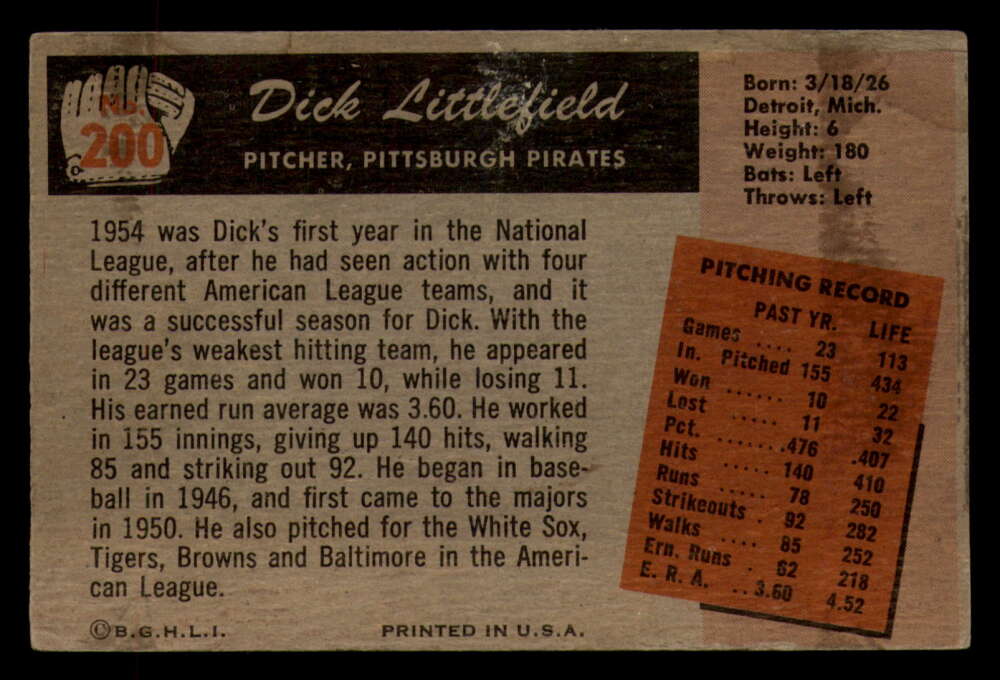 No.
200
Dick Littlefield
PITCHER, PITTSBURGH PIRATES
Born: 3/18/26
Detroit, Mich.
Height: 6
Weight: 180
Bats: Left
Throws: Left
1954 was Dick's first year in the National
League, after he had seen action with four
different American League teams, and it
was a successful season for Dick. With the
league's weakest hitting team, he appeared
in 23 games and won 10, while losing 11.
His earned run average was 3.60. He worked
in 155 innings, giving up 140 hits, walking
85 and striking out 92. He began in base-
ball in 1946, and first came to the majors
in 1950. He also pitched for the White Sox,
Tigers, Browns and Baltimore in the Ameri-
can League.
PITCHING RECORD
PAST YR. LIFE
Games .... 23 113
In. Pitched 155 434
Won ...... 10 22
Lost ..... 11 32
Pct. ...... .476 .407
Hits ..... 140 410
Runs ..... 78 250
Strikeouts . 92 282
Walks .... 85 252
Ern. Runs . 62 218
E. R. A. .. 3.60 4.52
©B.G.H.L.I.
PRINTED IN U.S.A.